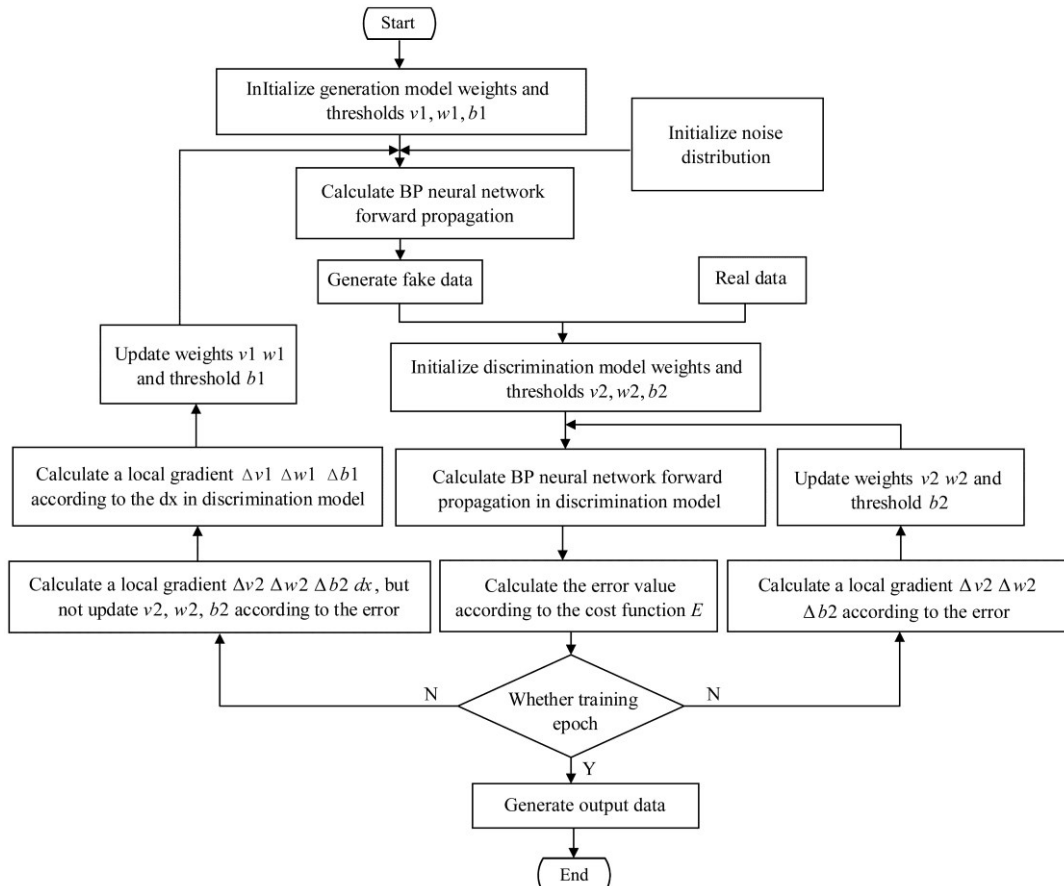 Start
InItialize generation model weights and
thresholds v1, w1, b1
Initialize noise
distribution
Calculate BP neural network
forward propagation
Generate fake data
Real data
Update weights v1 w1
and threshold b1
Initialize discrimination model weights and
thresholds v2, w2, b2
Calculate a local gradient Δv1 Δw1 Δb1
according to the dx in discrimination model
Calculate BP neural network forward
propagation in discrimination model
Update weights v2 w2 and
threshold b2
Calculate a local gradient Δv2 Δw2 Δb2 dx, but
not update v2, w2, b2 according to the error
Calculate the error value
according to the cost function E
Calculate a local gradient Δv2 Δw2
Δb2 according to the error
N
Whether training
epoch
N
Y
Generate output data
End